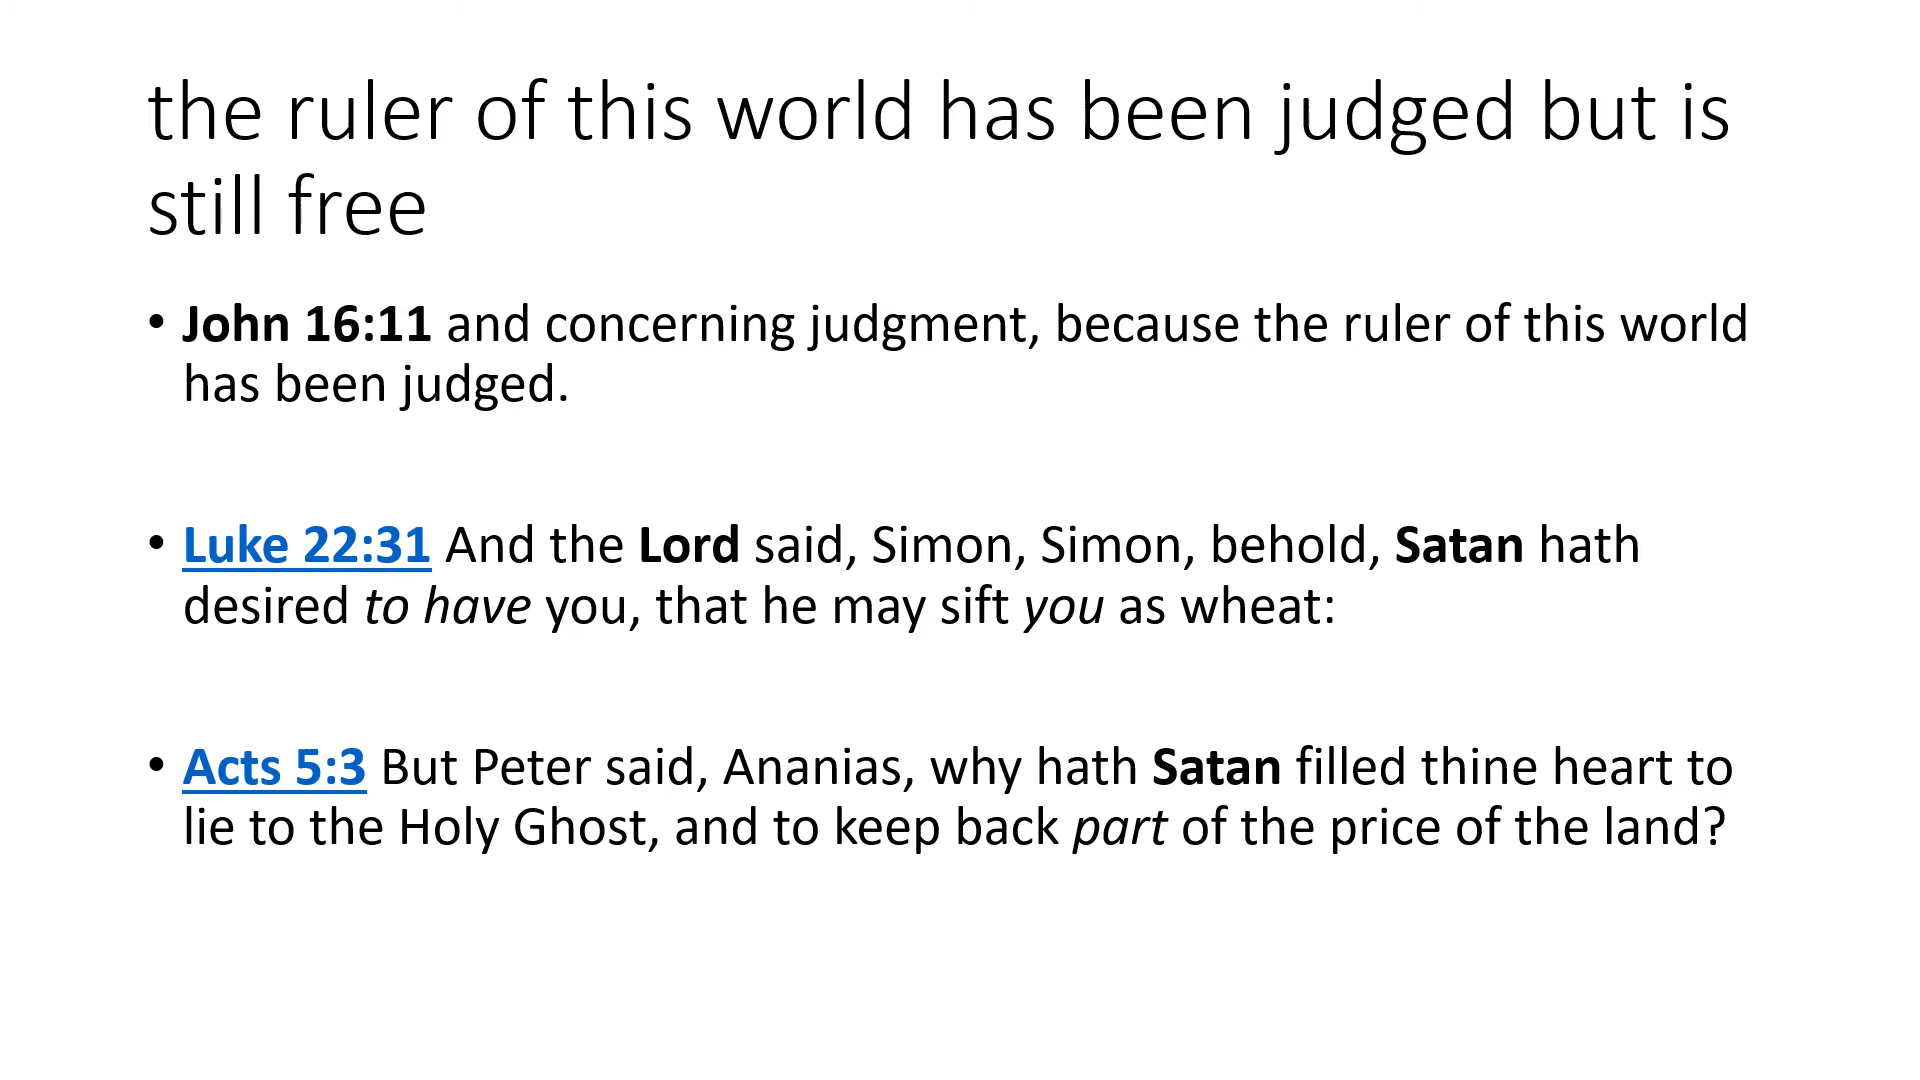 the ruler of this world has been judged but is
still free
• John 16:11 and concerning judgment, because the ruler of this world
has been judged.
• Luke 22:31 And the Lord said, Simon, Simon, behold, Satan hath
desired to have you, that he may sift you as wheat:
• Acts 5:3 But Peter said, Ananias, why hath Satan filled thine heart to
lie to the Holy Ghost, and to keep back part of the price of the land?